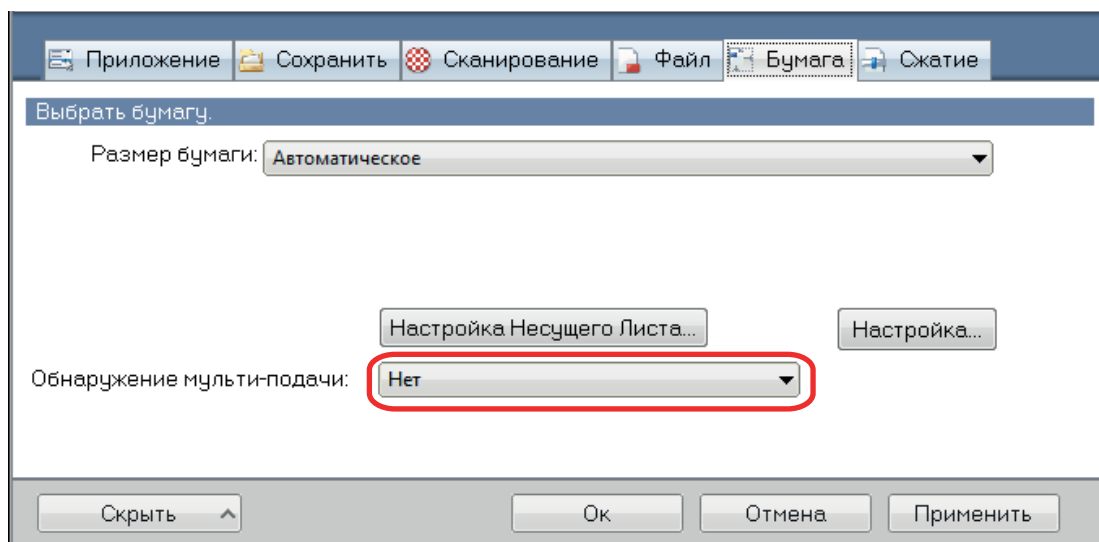 Приложение Сохранить Сканирование Файл Бумага Сжатие
Выбрать бумагу.
Размер бумаги: Автоматическое
Настройка Несущего Листа... Настройка...
Обнаружение мульти-подачи: Нет
Скрыть Ок Отмена Применить